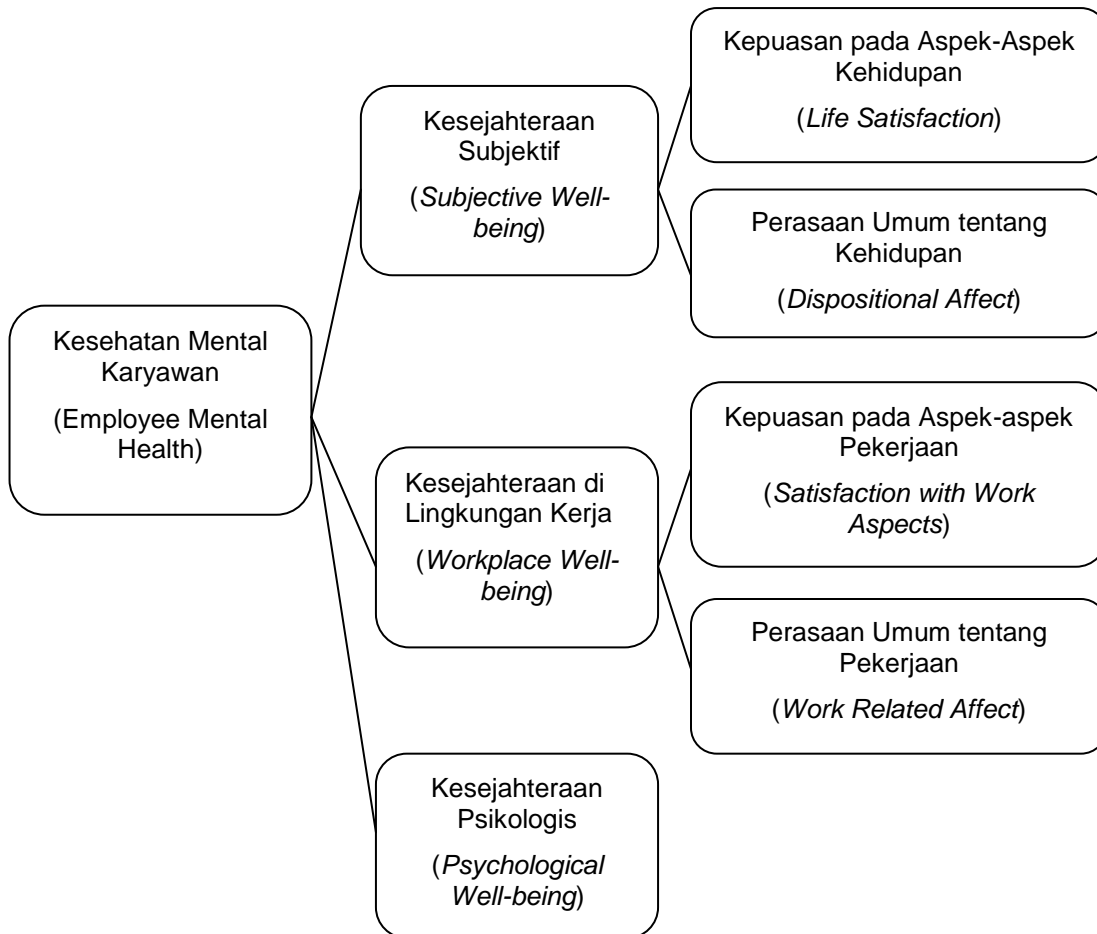 Kesehatan Mental
Karyawan
(Employee Mental
Health)
Kesejahteraan
Subjektif
(Subjective Well-
being)
Kepuasan pada Aspek-Aspek
Kehidupan
(Life Satisfaction)
Perasaan Umum tentang
Kehidupan
(Dispositional Affect)
Kesejahteraan di
Lingkungan Kerja
(Workplace Well-
being)
Kepuasan pada Aspek-aspek
Pekerjaan
(Satisfaction with Work
Aspects)
Perasaan Umum tentang
Pekerjaan
(Work Related Affect)
Kesejahteraan
Psikologis
(Psychological
Well-being)